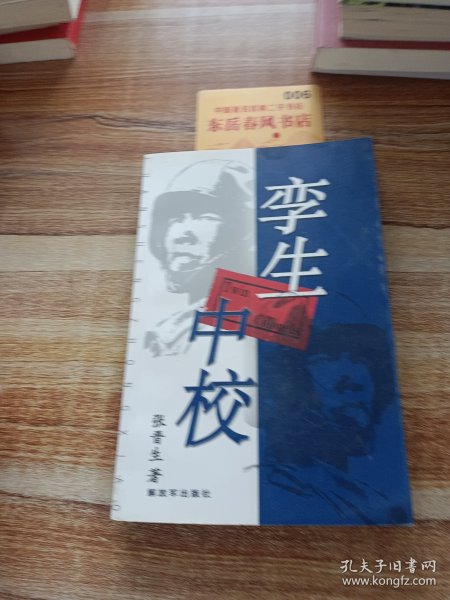 006
东岳春风书店
孪生
中校
张晋生 著
解放军出版社
孔夫子旧书网
www.kongfz.com